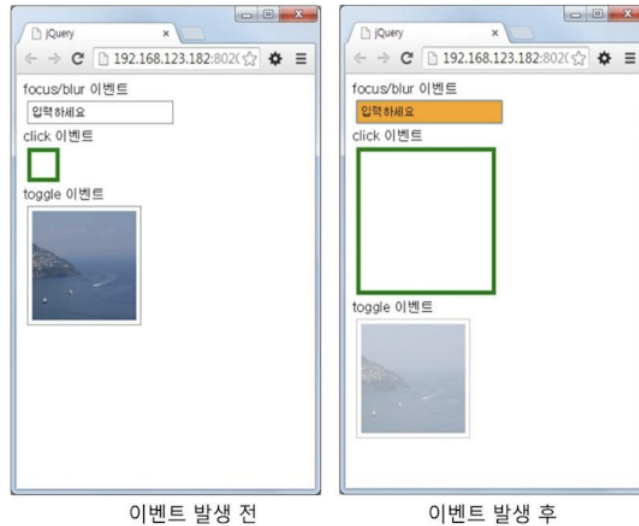 jQuery
192.168.123.182:802(
focus/blur 이벤트
입력하세요
click 이벤트
toggle 이벤트
이벤트 발생 전
jQuery
192.168.123.182:802(
focus/blur 이벤트
입력하세요
click 이벤트
toggle 이벤트
이벤트 발생 후